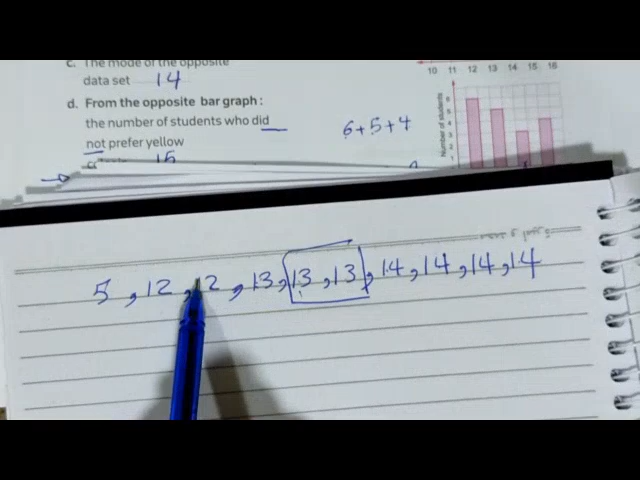 c. The mode of the opposite
data set 14
d. From the opposite bar graph :
the number of students who did
not prefer yellow
15
6+5+4
10 11 12 13 14 15 16
Number of students
5, 12, 12, 13, 13, 13, 14, 14, 14, 14